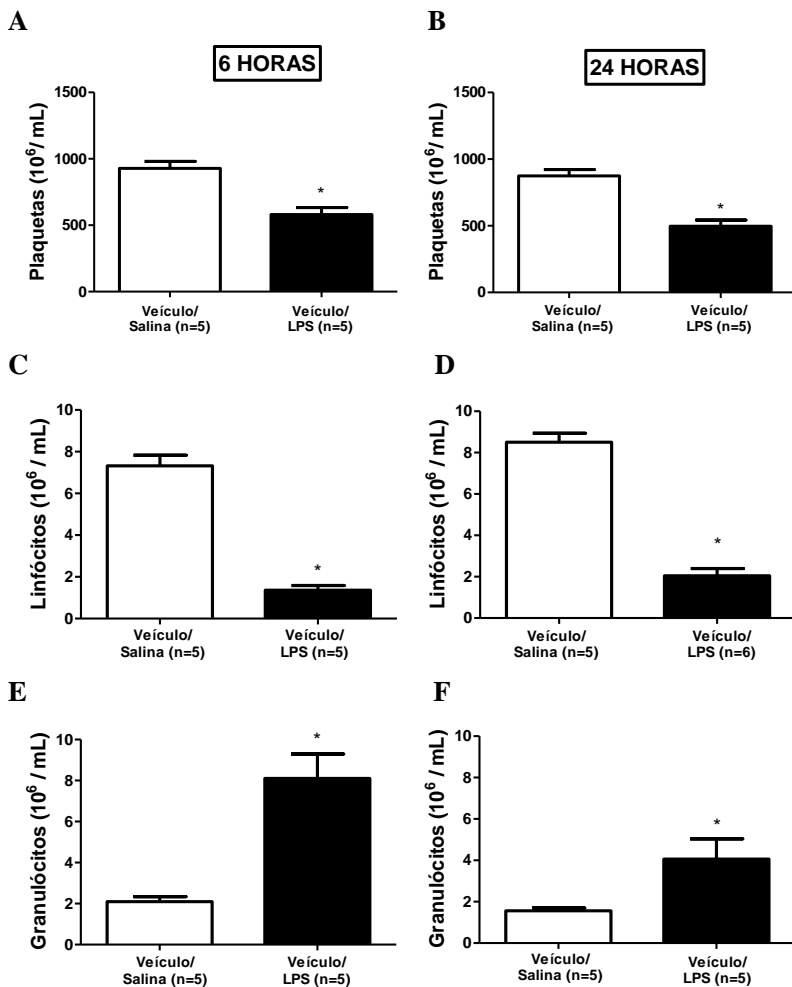 A
B
6 HORAS
24 HORAS
Plaquetas (10⁶/ mL)
1500
1000
500
0
*
Veículo/
Salina (n=5)
Veículo/
LPS (n=5)
Plaquetas (10⁶/ mL)
1500
1000
500
0
*
Veículo/
Salina (n=5)
Veículo/
LPS (n=5)
C
D
Linfócitos (10⁶ / mL)
10
8
6
4
2
0
*
Veículo/
Salina (n=5)
Veículo/
LPS (n=5)
Linfócitos (10⁶ / mL)
10
8
6
4
2
0
*
Veículo/
Salina (n=5)
Veículo/
LPS (n=6)
E
F
Granulócitos (10⁶ / mL)
10
8
6
4
2
0
*
Veículo/
Salina (n=5)
Veículo/
LPS (n=5)
Granulócitos (10⁶ / mL)
10
8
6
4
2
0
*
Veículo/
Salina (n=5)
Veículo/
LPS (n=5)